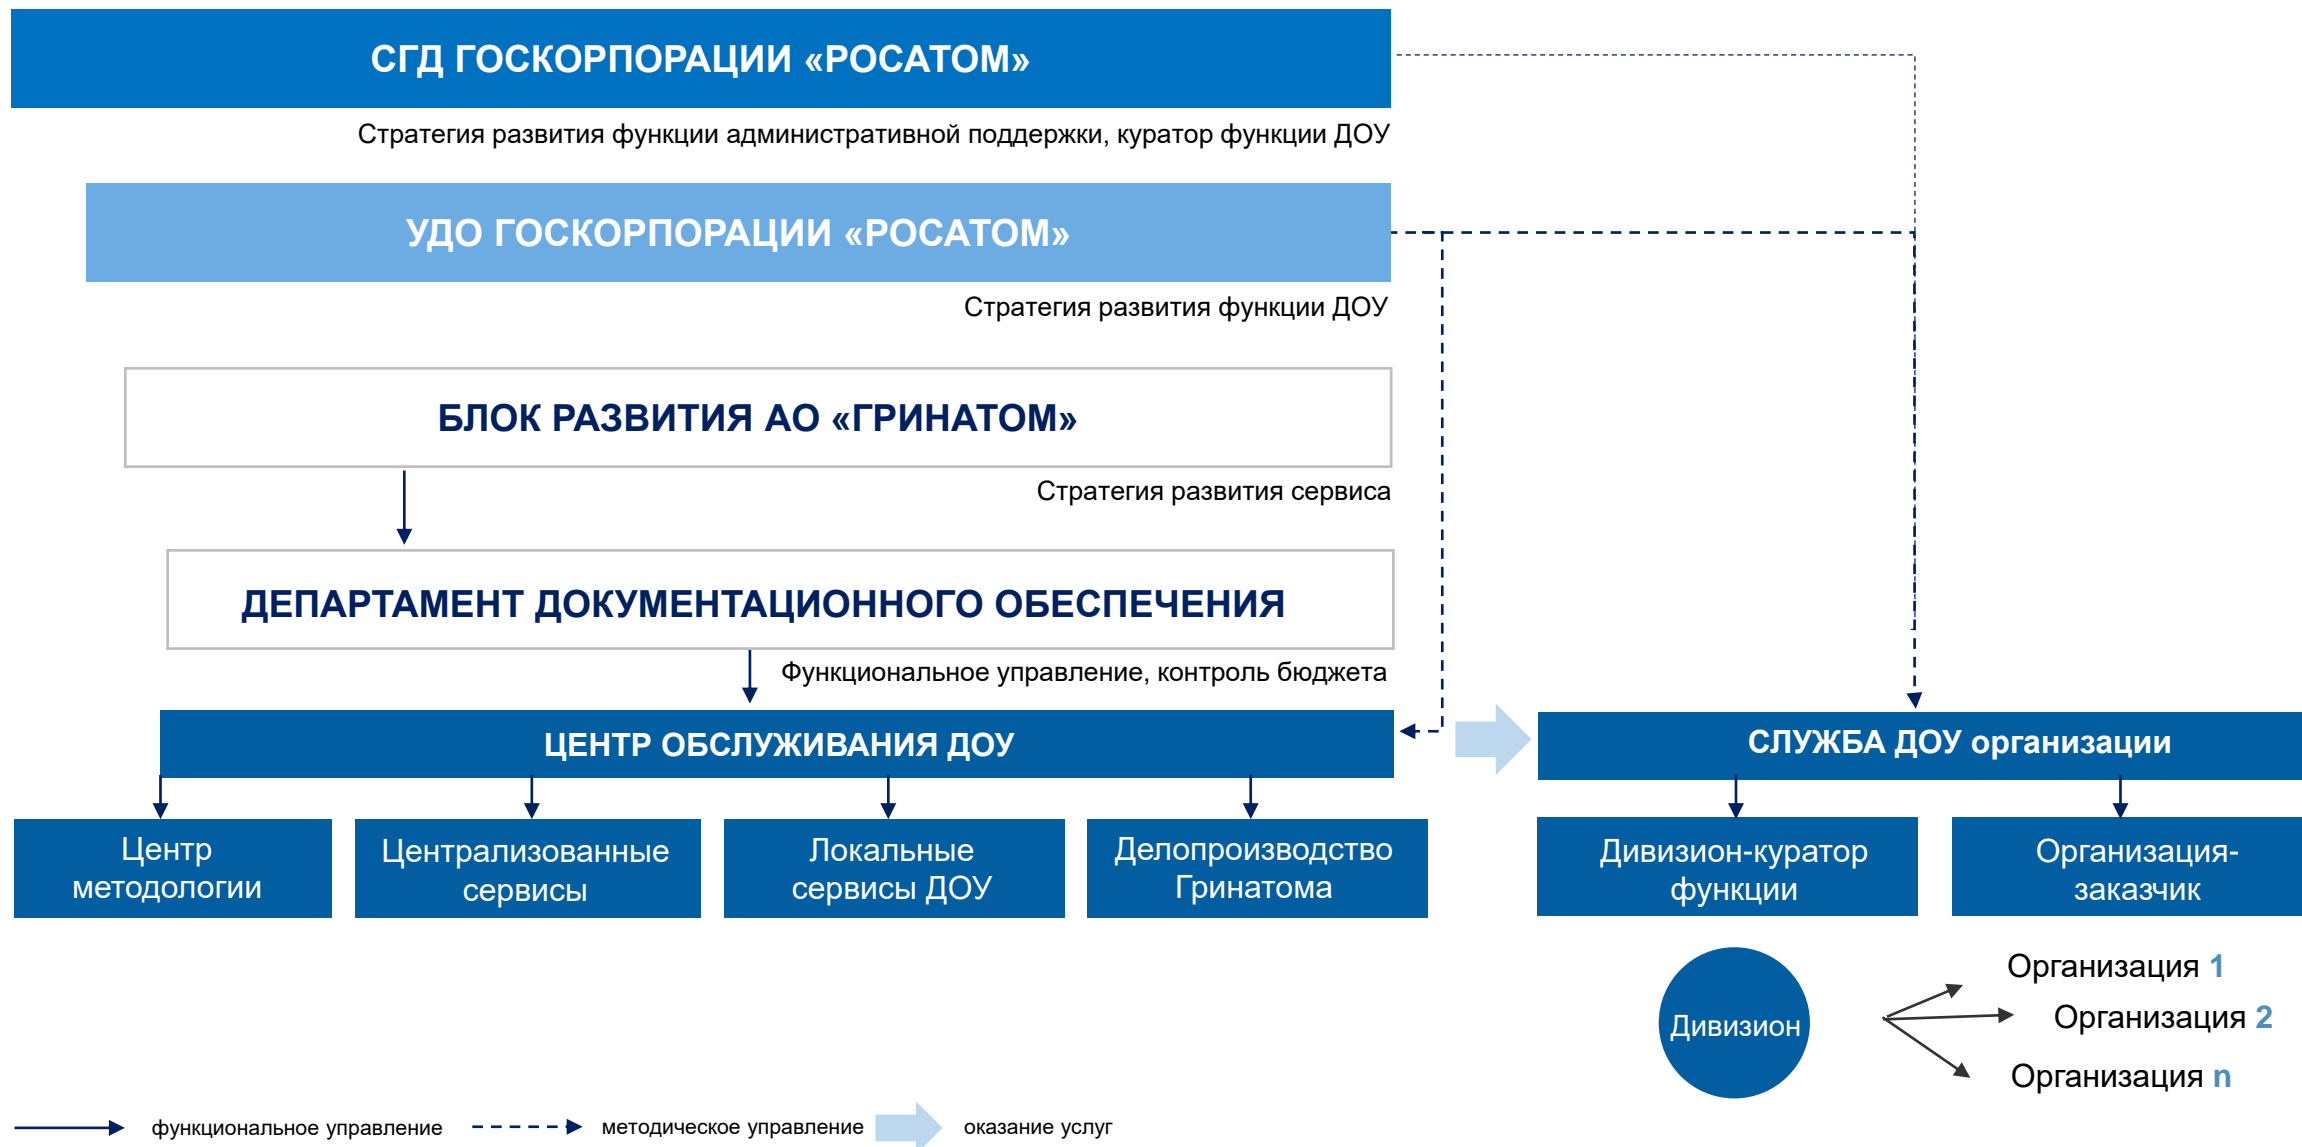 СГД ГОСКОРПОРАЦИИ «РОСАТОМ»
Стратегия развития функции административной поддержки, куратор функции ДОУ
УДО ГОСКОРПОРАЦИИ «РОСАТОМ»
Стратегия развития функции ДОУ
БЛОК РАЗВИТИЯ АО «ГРИНАТОМ»
Стратегия развития сервиса
ДЕПАРТАМЕНТ ДОКУМЕНТАЦИОННОГО ОБЕСПЕЧЕНИЯ
Функциональное управление, контроль бюджета
ЦЕНТР ОБСЛУЖИВАНИЯ ДОУ
СЛУЖБА ДОУ организации
Центр
методологии
Централизованные
сервисы
Локальные
сервисы ДОУ
Делопроизводство
Гринатома
Дивизион-куратор
функции
Организация-
заказчик
Дивизион
Организация 1
Организация 2
Организация n
функциональное управление
методическое управление
оказание услуг